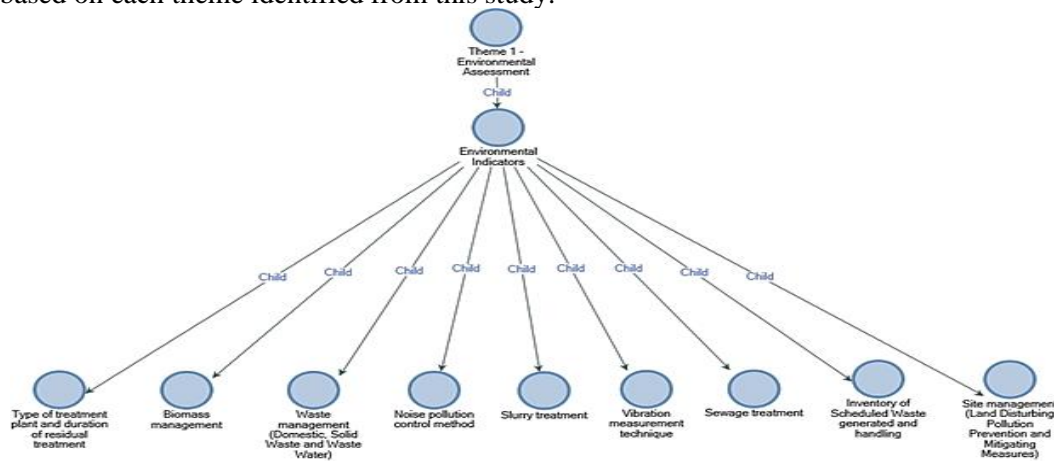 based on each theme identified from this study.
Theme 1 -
Environmental
Assessment
Child
Environmental
Indicators
Child
Child
Child
Child
Child
Child
Child
Child
Child
Type of treatment
plant and duration
of residual
treatment
Biomass
management
Waste
management
(Domestic, Solid
Waste and Waste
Water)
Noise pollution
control method
Slurry treatment
Vibration
measurement
technique
Sewage treatment
Inventory of
Scheduled Waste
generated and
handling
Site management
(Land Disturbing
Pollution
Prevention and
Mitigating
Measures)